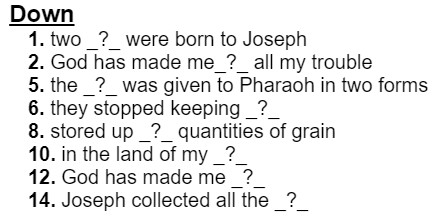 Down
1. two _?_ were born to Joseph
2. God has made me_?_ all my trouble
5. the _?_ was given to Pharaoh in two forms
6. they stopped keeping _?_
8. stored up _?_ quantities of grain
10. in the land of my _?_
12. God has made me _?_
14. Joseph collected all the _?_